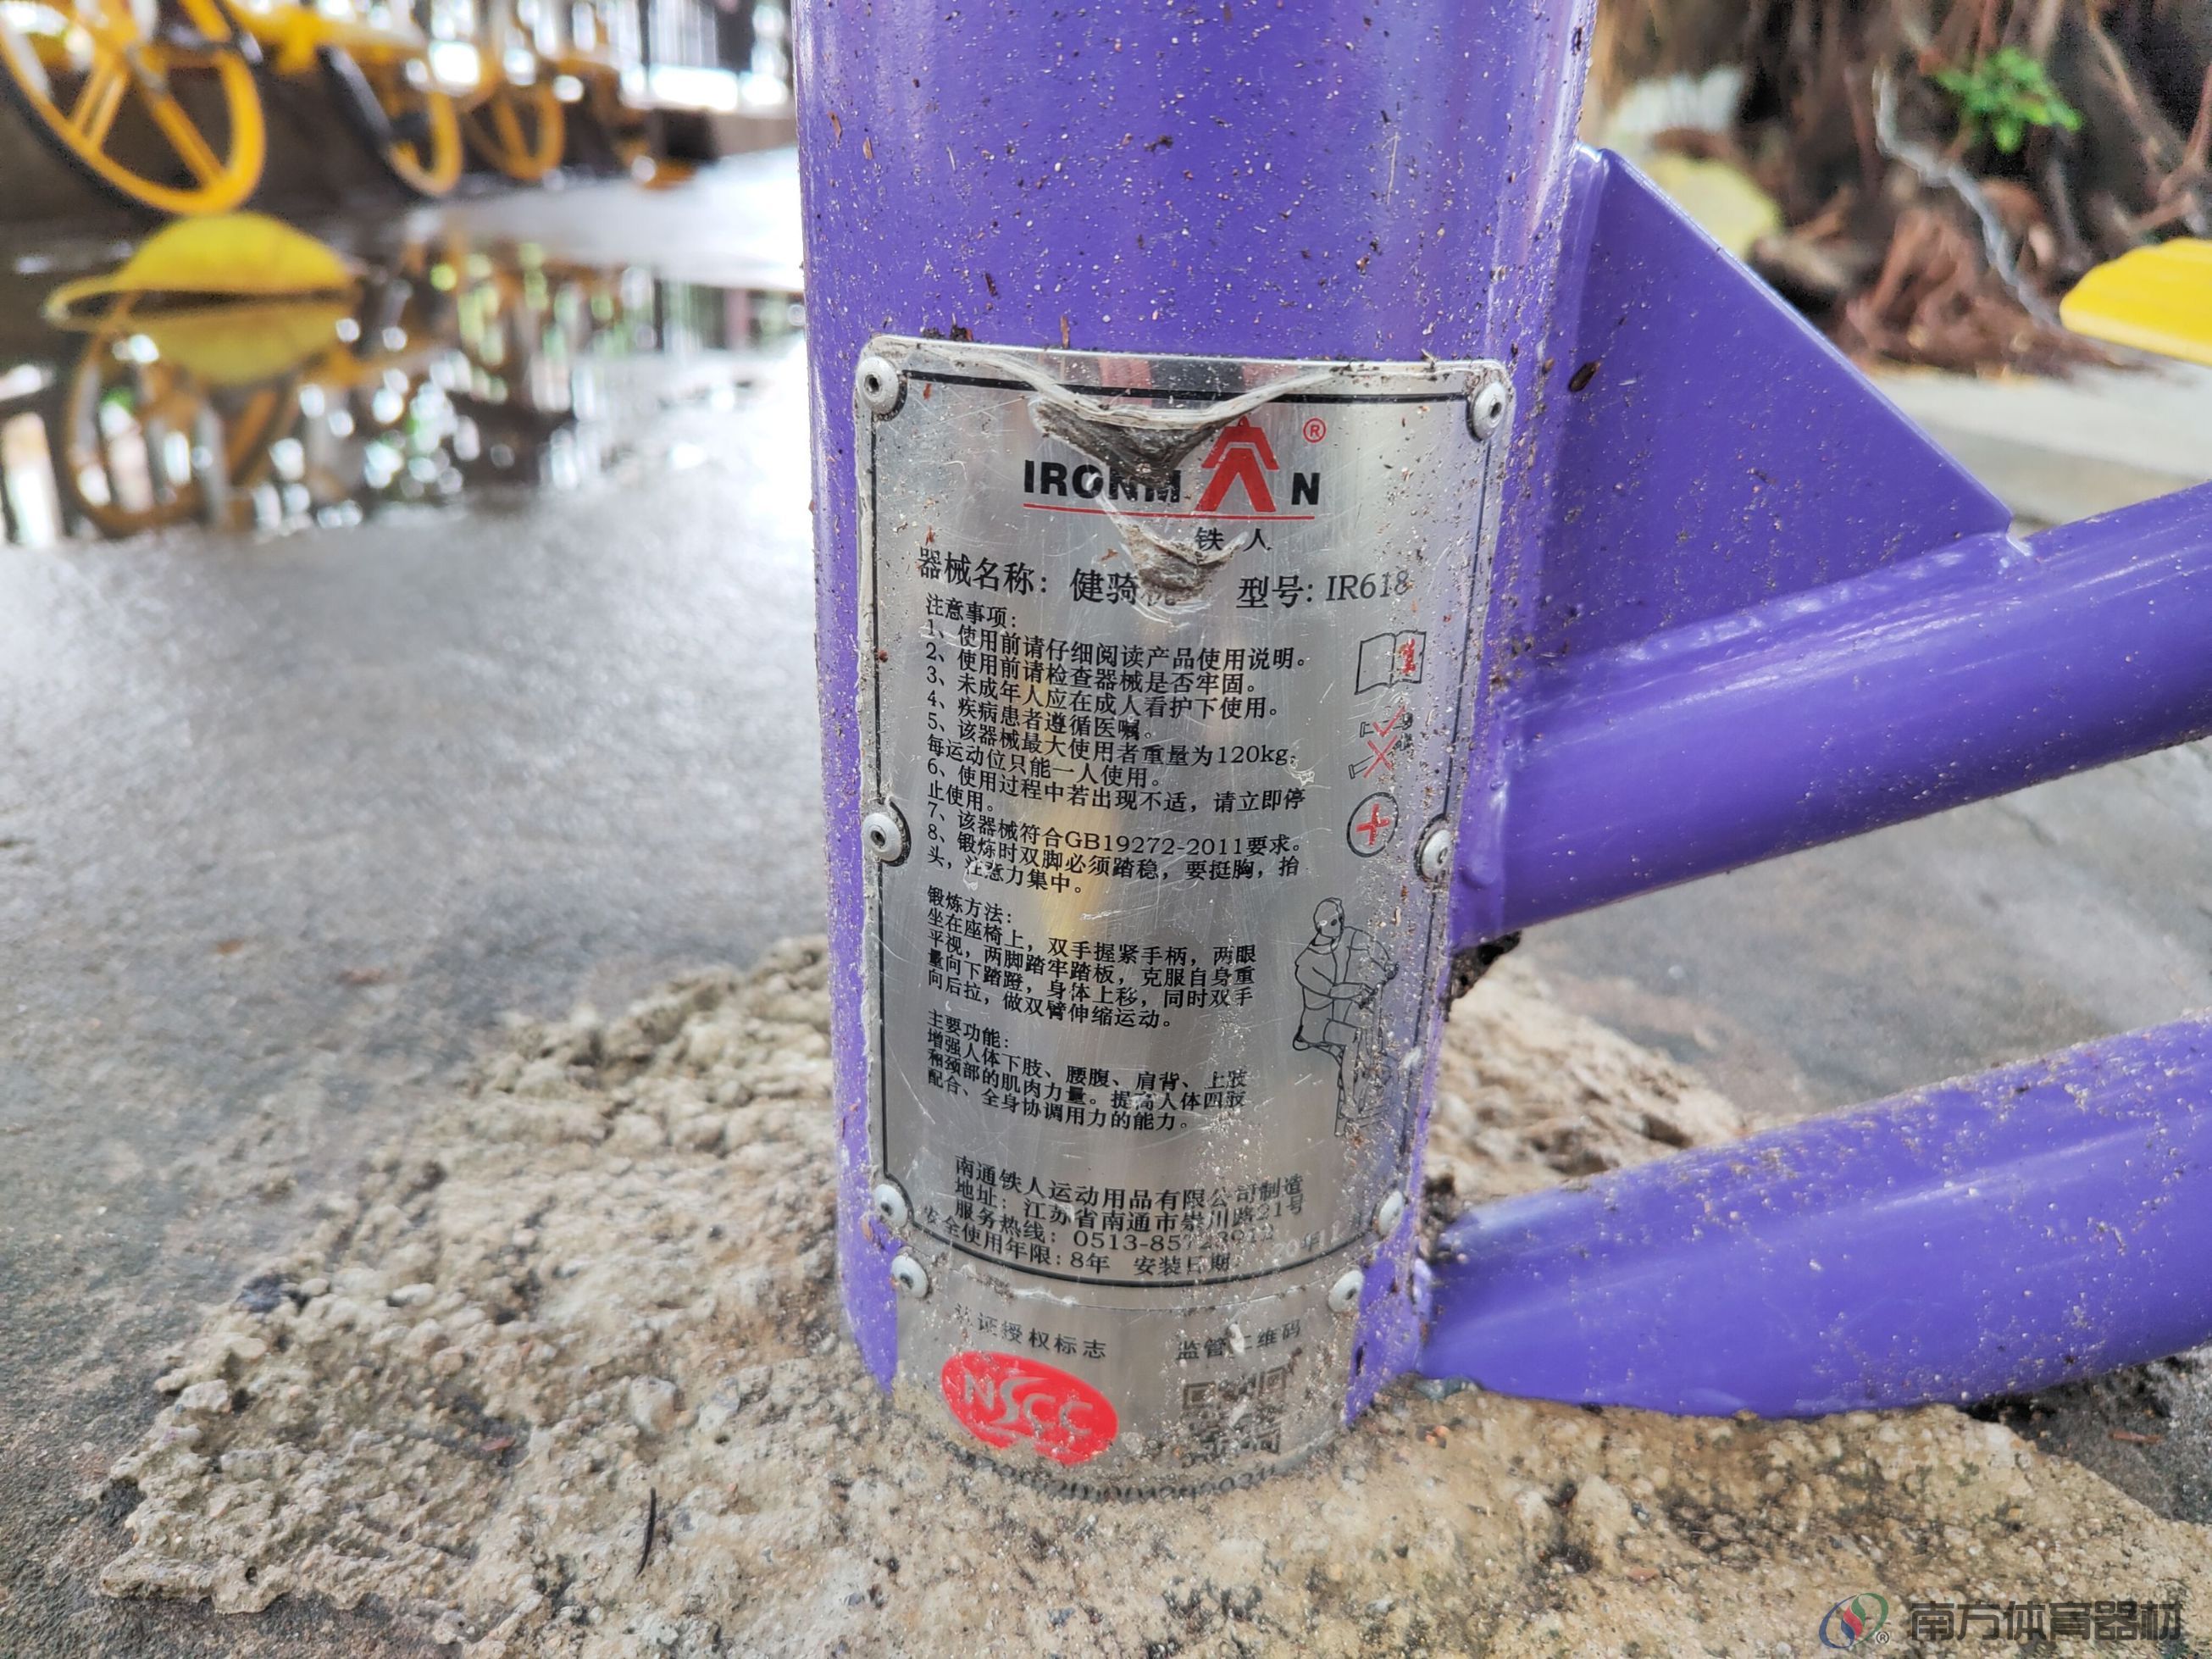 IRONMAN ®
铁人
器械名称: 健骑机 型号: IR618
注意事项:
1、使用前请仔细阅读产品使用说明。
2、使用前请检查器械是否牢固。
3、未成年人应在成人看护下使用。
4、疾病患者遵循医嘱。
5、该器械最大使用者重量为120kg,
每运动位只能一人使用。
6、使用过程中若出现不适，请立即停
止使用。
7、该器械符合GB19272-2011要求。
8、锻炼时双脚必须踏稳，要挺胸，抬
头，注意力集中。
锻炼方法:
坐在座椅上，双手握紧手柄，两眼
平视，两脚踏牢踏板，克服自身重
量向下踏蹬，身体上移，同时双手
向后拉，做双臂伸缩运动。
主要功能:
增强人体下肢、腰腹、肩背、上肢
和颈部的肌肉力量。提高人体四肢
配合、全身协调用力的能力。
南通铁人运动用品有限公司制造
地址: 江苏省南通市崇川路21号
服务热线: 0513-85723912
安全使用年限: 8年 安装日期 20 年
认证授权标志 监管二维码
NSCC
南方体育器材